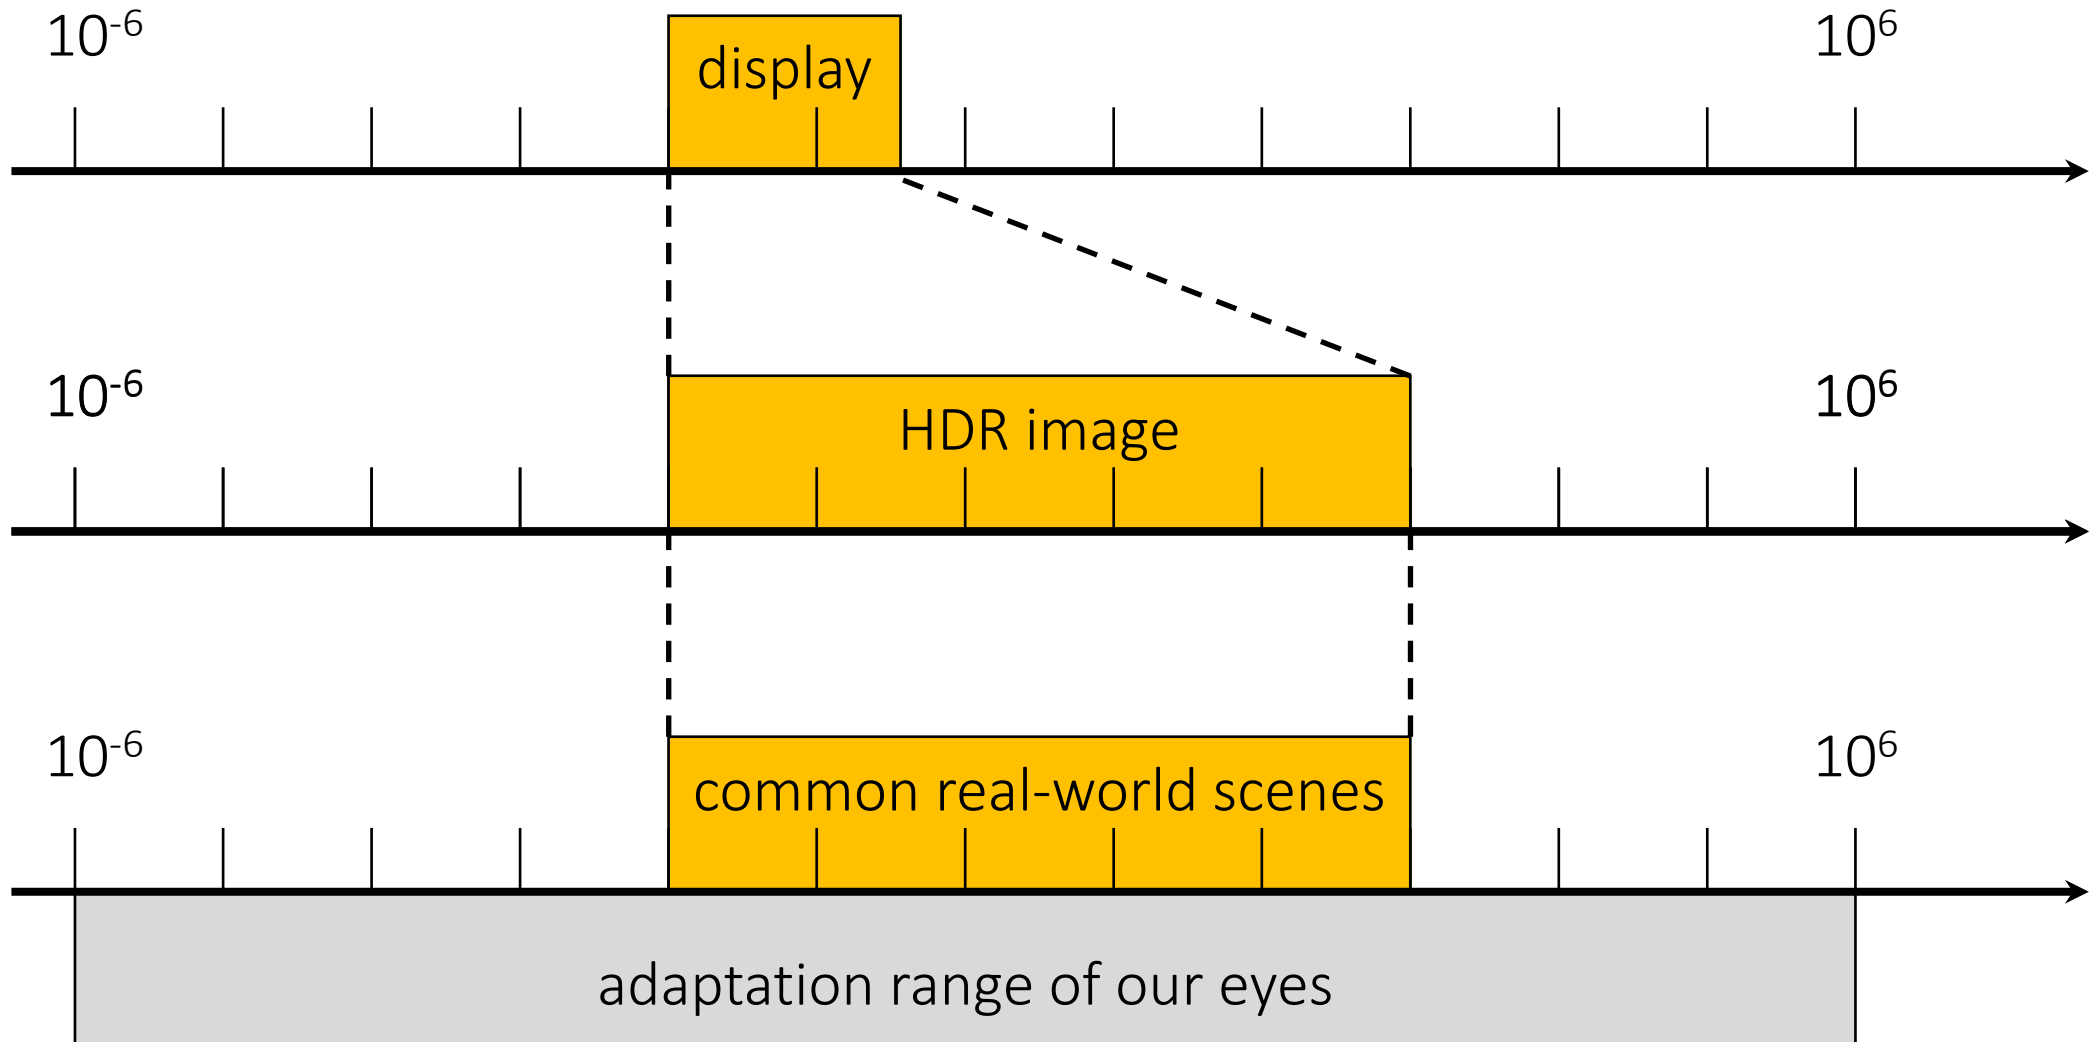 10⁻⁶ display 10⁶
10⁻⁶ HDR image 10⁶
10⁻⁶ common real-world scenes 10⁶
adaptation range of our eyes